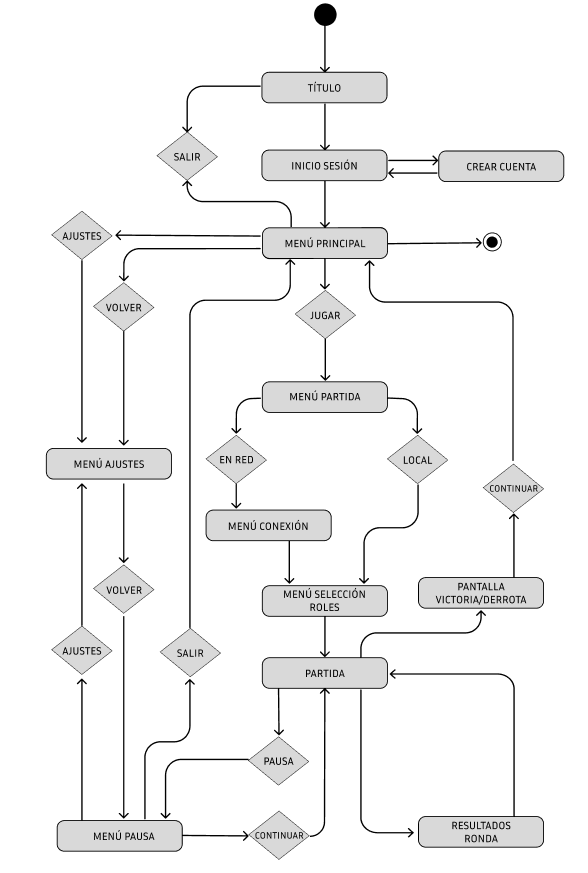 TÍTULO
SALIR
INICIO SESIÓN
CREAR CUENTA
AJUSTES
MENÚ PRINCIPAL
VOLVER
JUGAR
MENÚ PARTIDA
EN RED
LOCAL
MENÚ AJUSTES
CONTINUAR
MENÚ CONEXIÓN
VOLVER
MENÚ SELECCIÓN
ROLES
PANTALLA
VICTORIA/DERROTA
AJUSTES
SALIR
PARTIDA
PAUSA
MENÚ PAUSA
CONTINUAR
RESULTADOS
RONDA